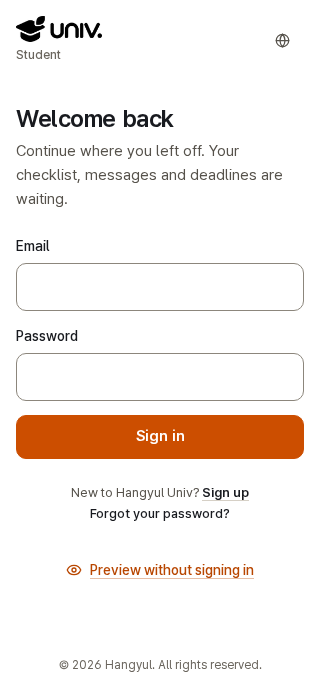 UNIV.
Student
Welcome back
Continue where you left off. Your
checklist, messages and deadlines are
waiting.
Email
Password
Sign in
New to Hangyul Univ? Sign up
Forgot your password?
Preview without signing in
© 2026 Hangyul. All rights reserved.